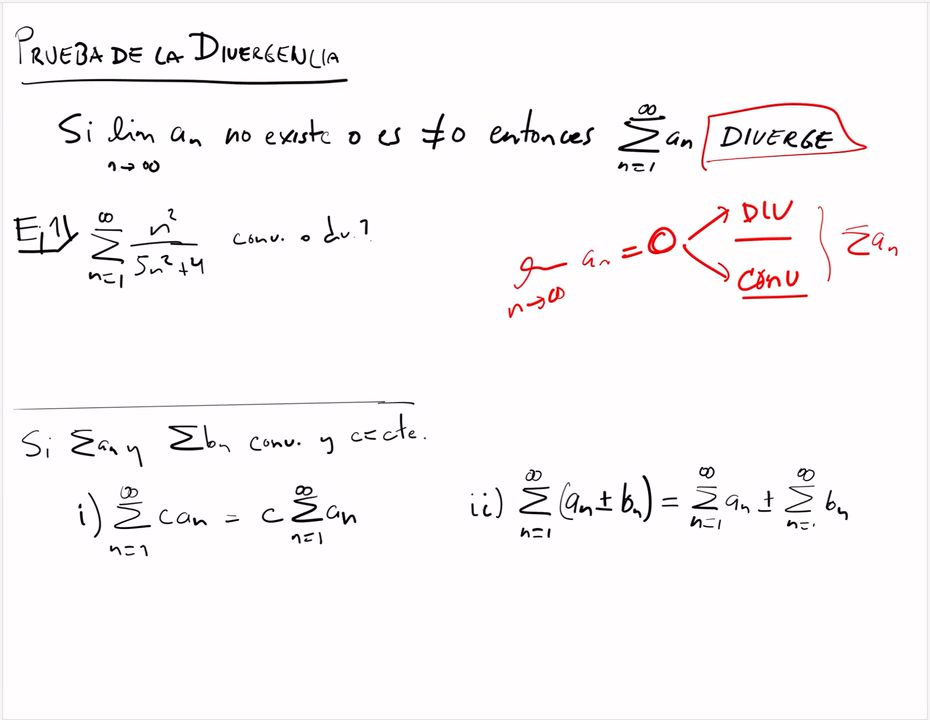 PRUEBA DE LA DIVERGENCIA
Si lim n→∞ an no existe o es ≠0 entonces ∞∑n=1 an DIVERGE
Ej1) ∞∑n=1 n²/(5n²+4) conv. o div.?
lim n→∞ an = 0 → DIV → CONV } ∑an
Si ∑an y ∑bn conv. y c=cte.
i) ∞∑n=1 can = c ∞∑n=1 an
ii) ∞∑n=1 (an ± bn) = ∞∑n=1 an ± ∞∑n=1 bn